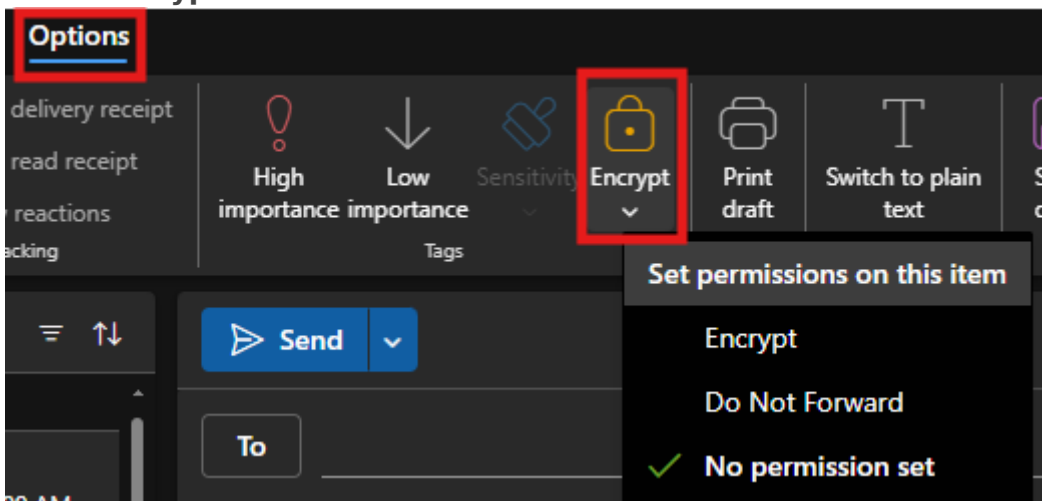 Options
delivery receipt
read receipt
reactions
High importance
Low importance
Sensitivity
Encrypt
Print draft
Switch to plain text
Tags
Set permissions on this item
Encrypt
Do Not Forward
No permission set
Send
To